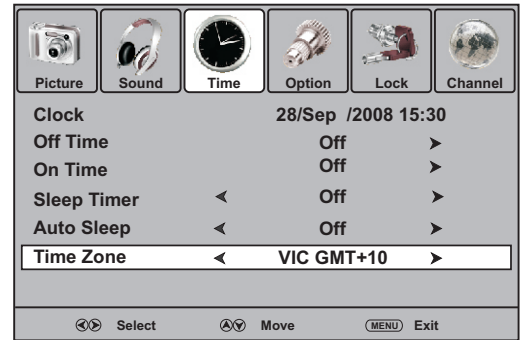 Picture Sound Time Option Lock Channel
Clock 28/Sep /2008 15:30
Off Time Off
On Time Off
Sleep Timer Off
Auto Sleep Off
Time Zone VIC GMT+10
Select Move MENU Exit